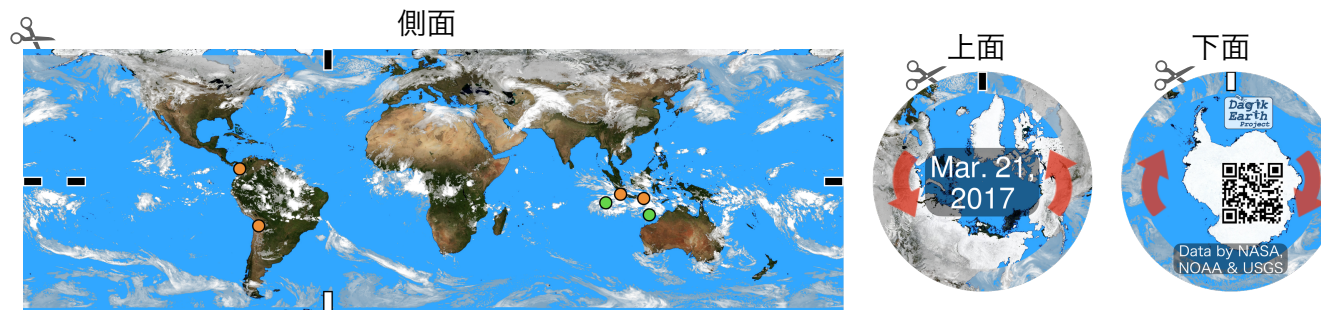 側面
上面
下面
Mar. 21,
2017
Dagik
Earth
Project
Data by NASA,
NOAA & USGS